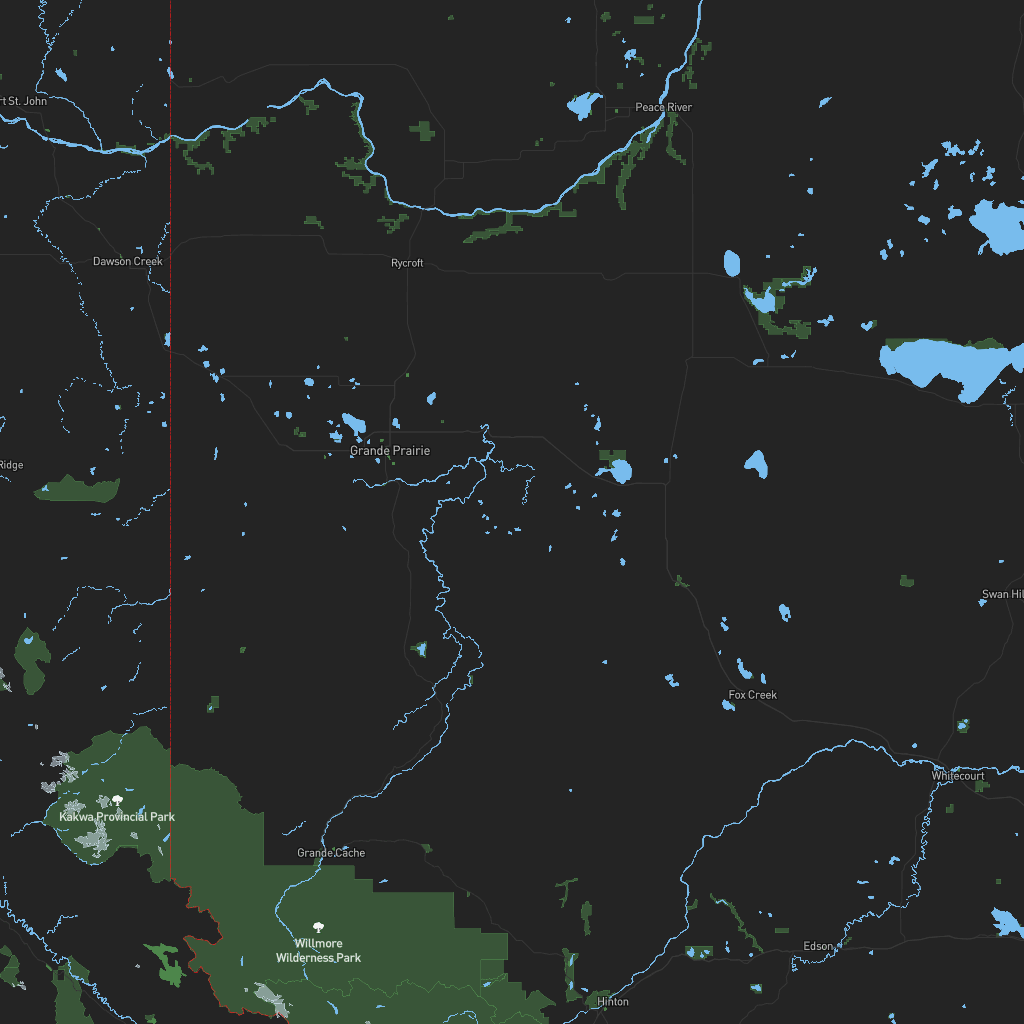 rt St. John
Peace River
Dawson Creek
Rycroft
Grande Prairie
Ridge
Swan Hil
Fox Creek
Whitecourt
Kakwa Provincial Park
Grande Cache
Willmore
Wilderness Park
Edson
Hinton